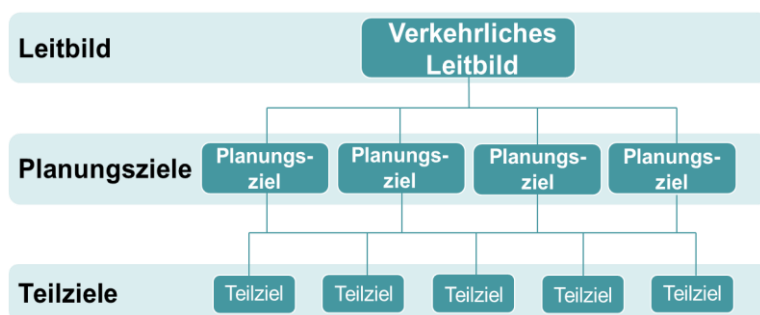 Leitbild
Verkehrliches
Leitbild
Planungsziele
Planungs-
ziel
Planungs-
ziel
Planungs-
ziel
Planungs-
ziel
Teilziele
Teilziel
Teilziel
Teilziel
Teilziel
Teilziel